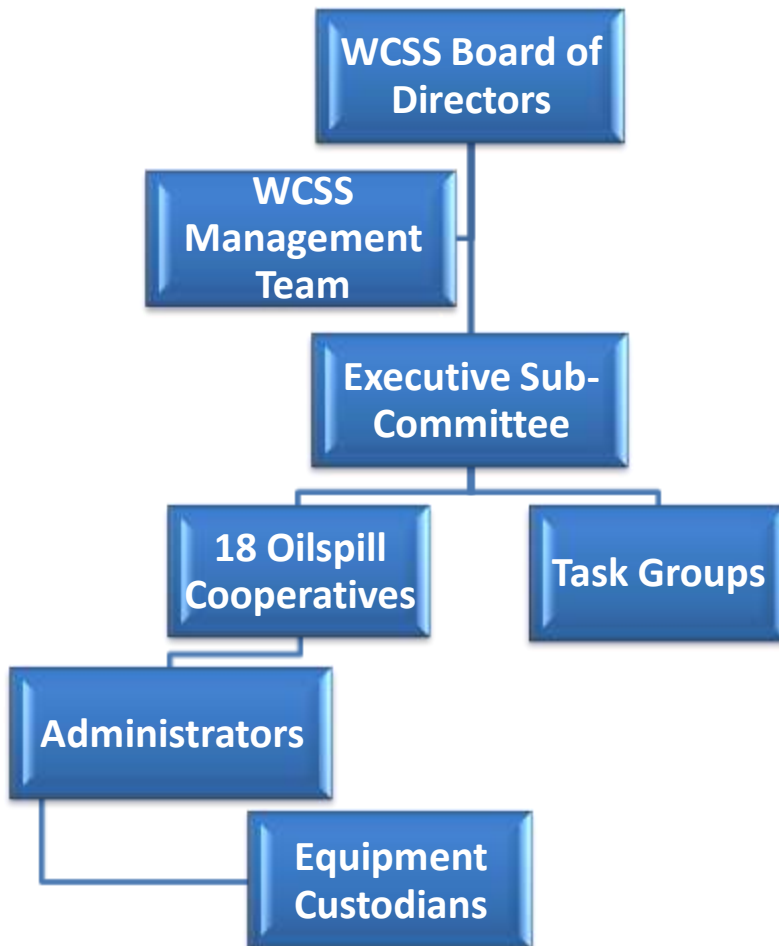 WCSS Board of
Directors
WCSS
Management
Team
Executive Sub-
Committee
18 Oilspill
Cooperatives
Task Groups
Administrators
Equipment
Custodians